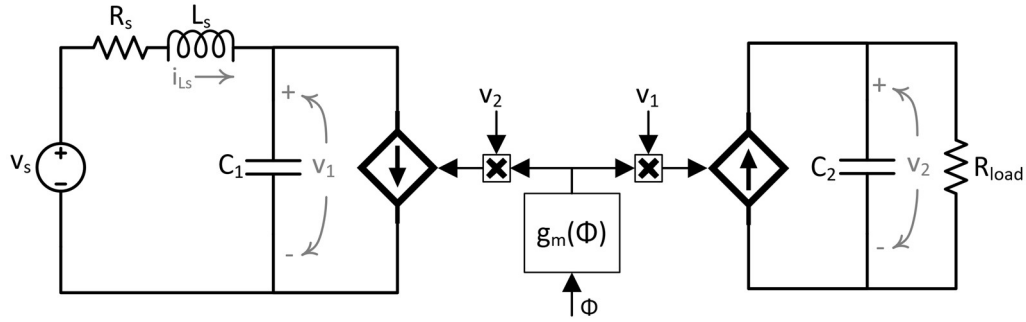 Rs Ls
iLs
vs
+
-
C1
+
v1
-
v2
v1
gm(Φ)
Φ
C2
+
v2
-
Rload